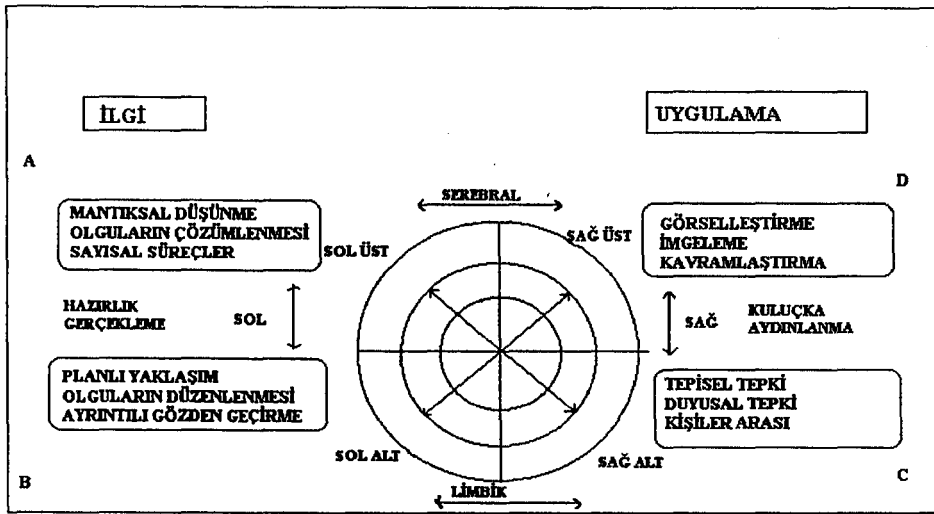 İLGİ
UYGULAMA
A
D
SEREBRAL
MANTIKSAL DÜŞÜNME
OLGULARIN ÇÖZÜMLENMESİ
SAYISAL SÜREÇLER
SOL ÜST
SAĞ ÜST
GÖRSELLEŞTİRME
İMGELEME
KAVRAMLAŞTIRMA
HAZIRLIK
GERÇEKLEME
SOL
SAĞ
KULUÇKA
AYDINLANMA
PLANLI YAKLAŞIM
OLGULARIN DÜZENLENMESİ
AYRINTILI GÖZDEN GEÇİRME
TEPİSEL TEPKİ
DUYUSAL TEPKİ
KİŞİLER ARASI
SOL ALT
SAĞ ALT
B
LİMBİK
C